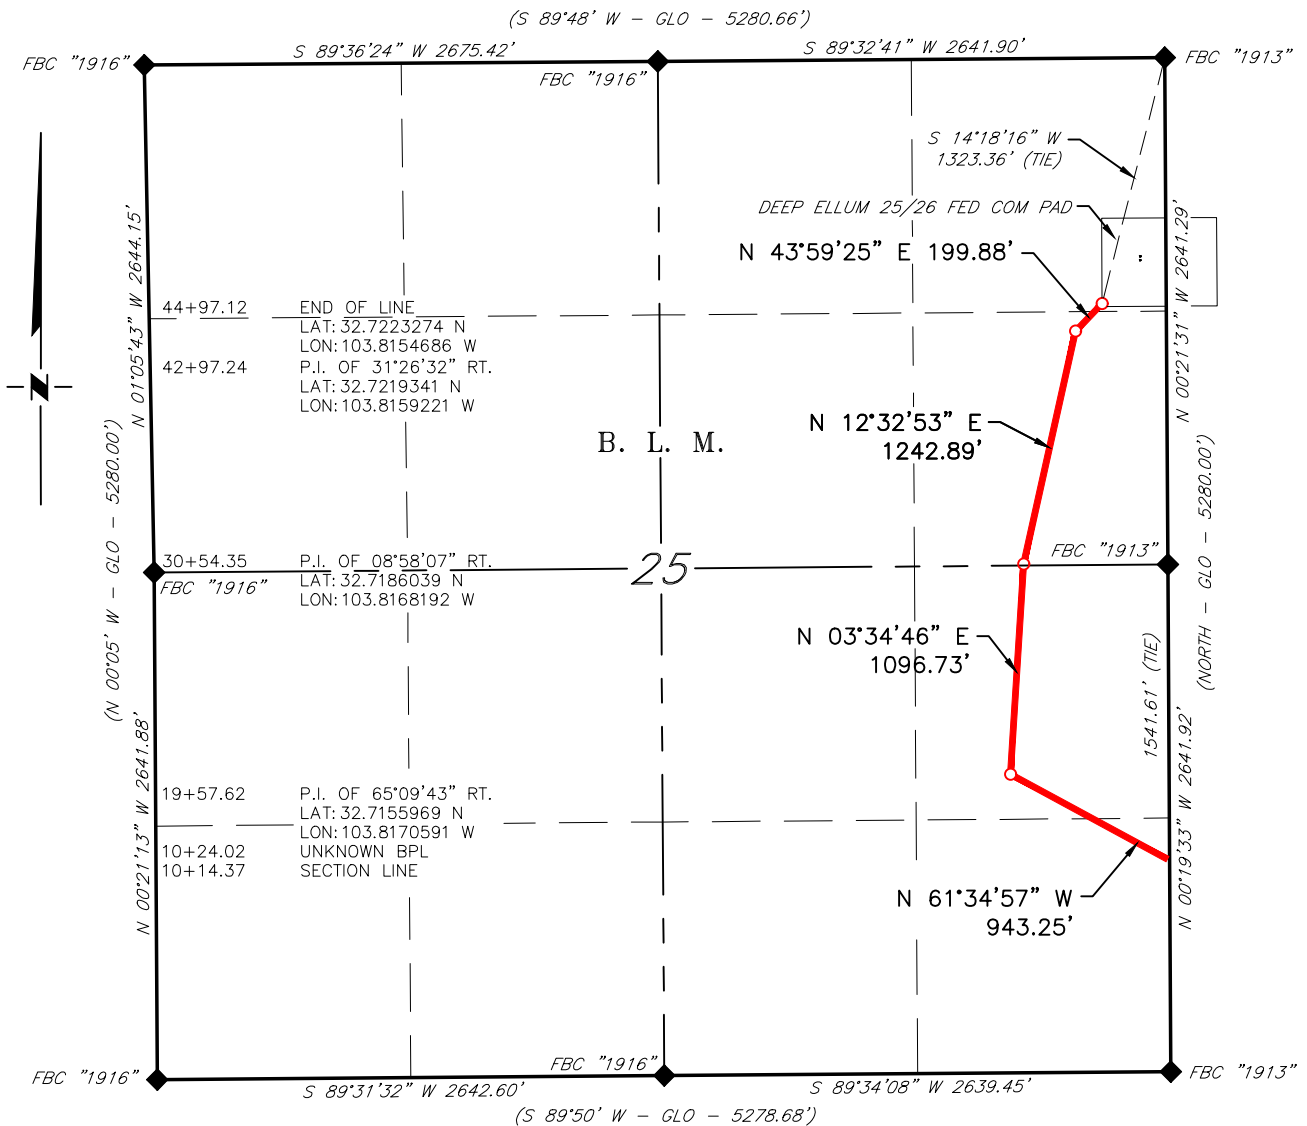 (S 89°48' W – GLO – 5280.66')
S 89°36'24" W 2675.42'
S 89°32'41" W 2641.90'
FBC "1916"
FBC "1916"
FBC "1913"
S 14°18'16" W
1323.36' (TIE)
DEEP ELLUM 25/26 FED COM PAD
N 43°59'25" E 199.88'
N 01°05'43" W 2644.15'
N 00°21'31" W 2641.29'
44+97.12 END OF LINE
LAT: 32.7223274 N
LON: 103.8154686 W
42+97.24 P.I. OF 31°26'32" RT.
LAT: 32.7219341 N
LON: 103.8159221 W
N
N 12°32'53" E
1242.89'
B. L. M.
(N 00°05' W – GLO – 5280.00')
(NORTH – GLO – 5280.00')
30+54.35 P.I. OF 08°58'07" RT.
LAT: 32.7186039 N
LON: 103.8168192 W
FBC "1916"
25
FBC "1913"
N 03°34'46" E
1096.73'
1541.61' (TIE)
N 00°21'13" W 2641.88'
N 00°19'33" W 2641.92'
19+57.62 P.I. OF 65°09'43" RT.
LAT: 32.7155969 N
LON: 103.8170591 W
10+24.02 UNKNOWN BPL
10+14.37 SECTION LINE
N 61°34'57" W
943.25'
FBC "1916"
FBC "1916"
FBC "1913"
S 89°31'32" W 2642.60'
S 89°34'08" W 2639.45'
(S 89°50' W – GLO – 5278.68')